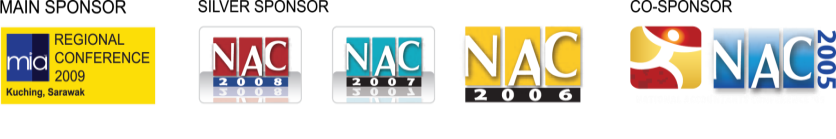 MAIN SPONSOR
mia
REGIONAL
CONFERENCE
2009
Kuching, Sarawak
SILVER SPONSOR
NAC
2008
NAC
2007
NAC
2006
CO-SPONSOR
NAC
2005